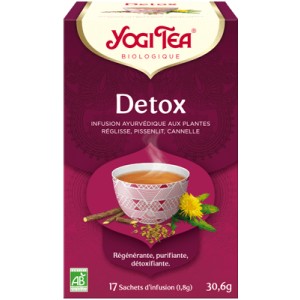 YOGI TEA
BIOLOGIQUE
Detox
INFUSION AYURVÉDIQUE AUX PLANTES
RÉGLISSE, PISSENLIT, CANNELLE
Régénérante, purifiante,
détoxifiante.
AB
17 Sachets d'infusion (1,8g)
30,6g